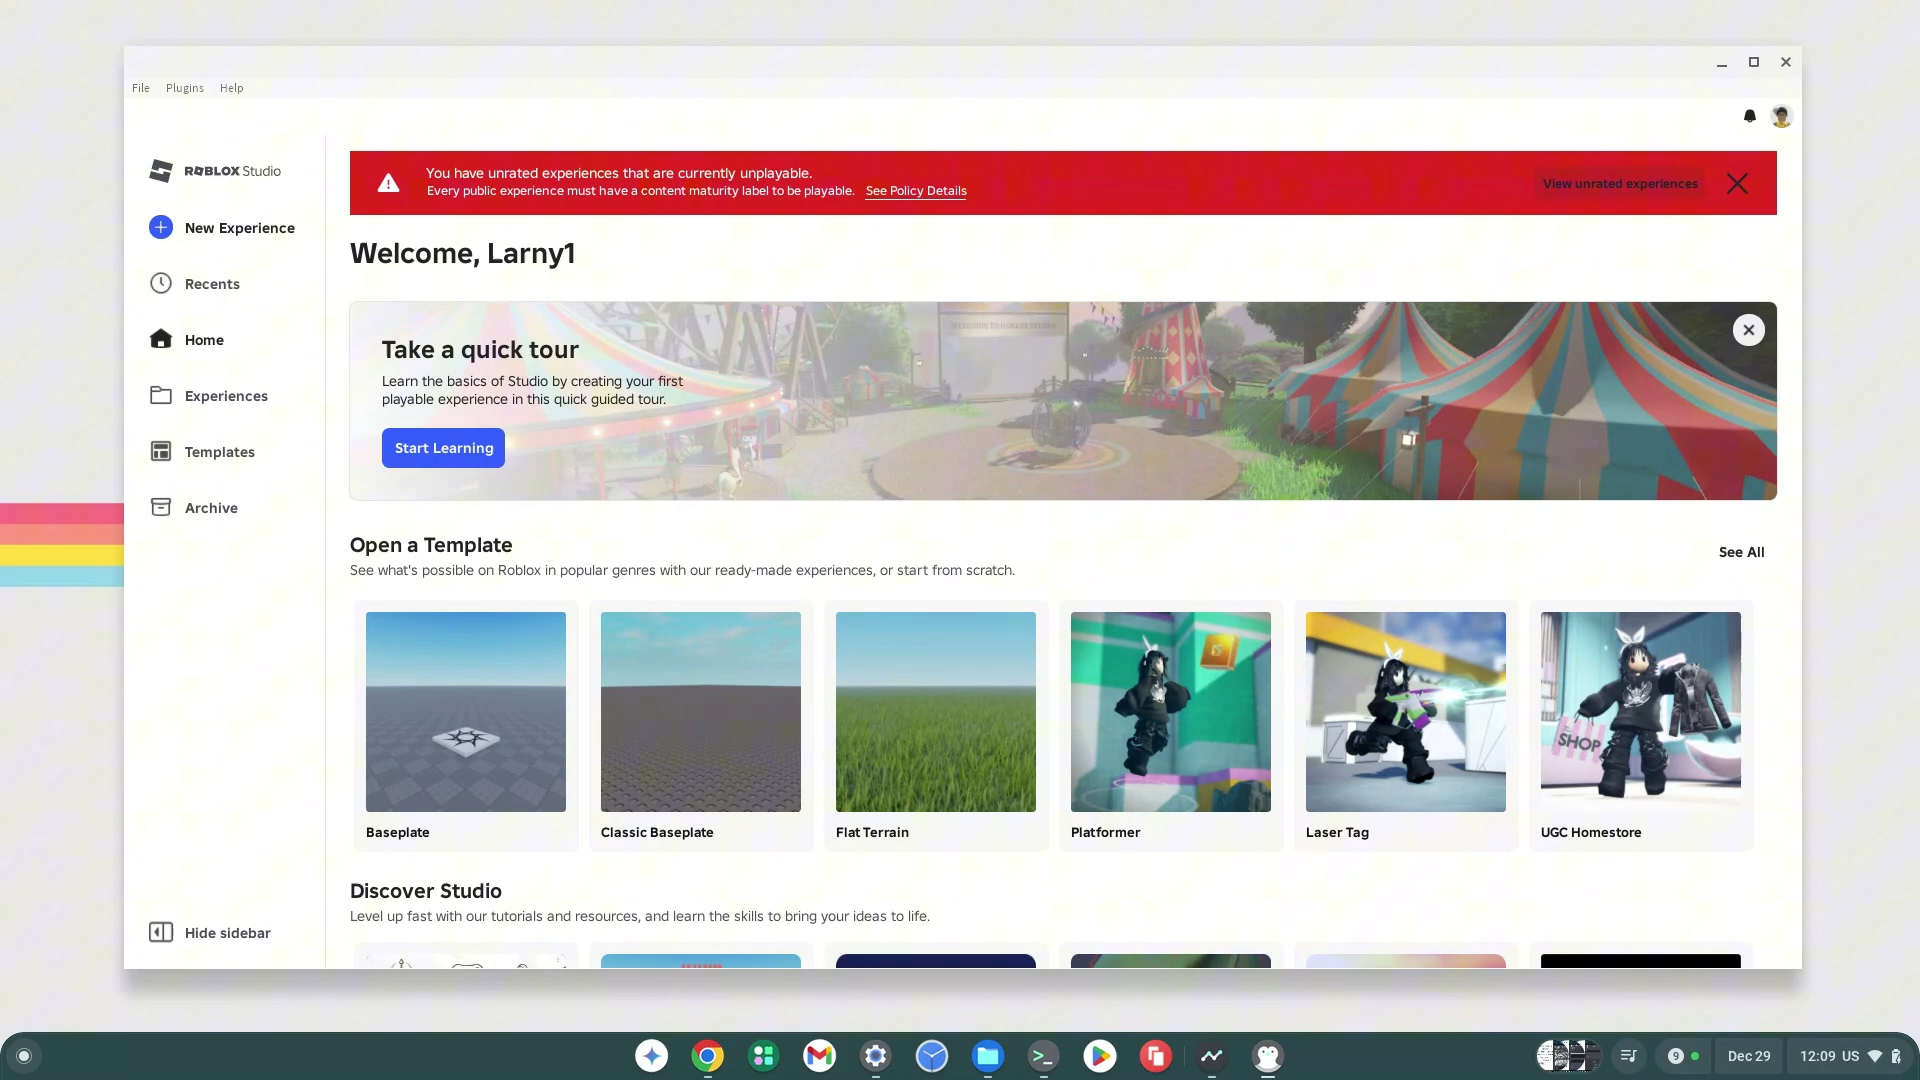 File Plugins Help
ROBLOX Studio
New Experience
Recents
Home
Experiences
Templates
Archive
Hide sidebar
You have unrated experiences that are currently unplayable.
Every public experience must have a content maturity label to be playable. See Policy Details
View unrated experiences
Welcome, Larny1
WELCOME TO ROBLOX STUDIO
Take a quick tour
Learn the basics of Studio by creating your first
playable experience in this quick guided tour.
Start Learning
Open a Template
See All
See what's possible on Roblox in popular genres with our ready-made experiences, or start from scratch.
SHOP
Baseplate
Classic Baseplate
Flat Terrain
Platformer
Laser Tag
UGC Homestore
Discover Studio
Level up fast with our tutorials and resources, and learn the skills to bring your ideas to life.
9
Dec 29
12:09 US